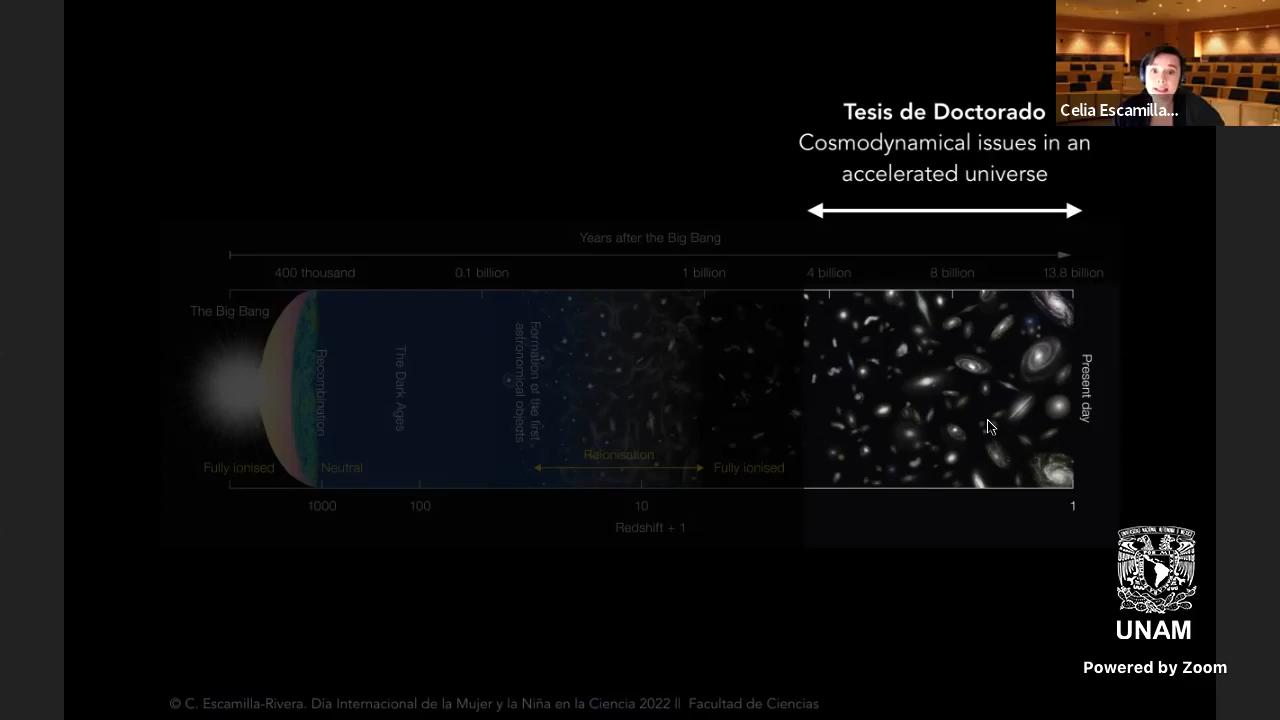 Celia Escamilla...
Tesis de Doctorado
Cosmodynamical issues in an
accelerated universe
Years after the Big Bang
400 thousand
0.1 billion
1 billion
4 billion
8 billion
13.8 billion
The Big Bang
Recombination
The Dark Ages
Formation of the first
astronomical objects
Present day
Fully ionised
Neutral
Reionisation
Fully ionised
1000
100
10
1
Redshift + 1
UNAM
Powered by Zoom
© C. Escamilla-Rivera. Día Internacional de la Mujer y la Niña en la Ciencia 2022 || Facultad de Ciencias